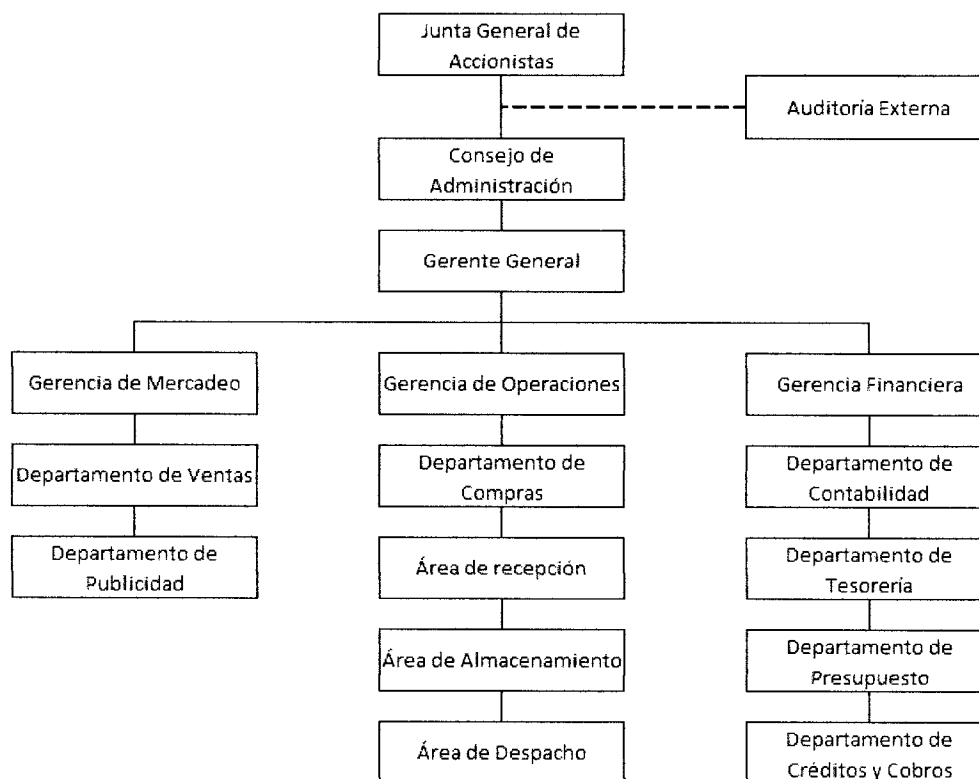 Junta General de
Accionistas
Auditoría Externa
Consejo de
Administración
Gerente General
Gerencia de Mercadeo
Gerencia de Operaciones
Gerencia Financiera
Departamento de Ventas
Departamento de
Compras
Departamento de
Contabilidad
Departamento de
Publicidad
Área de recepción
Departamento de
Tesorería
Área de Almacenamiento
Departamento de
Presupuesto
Área de Despacho
Departamento de
Créditos y Cobros